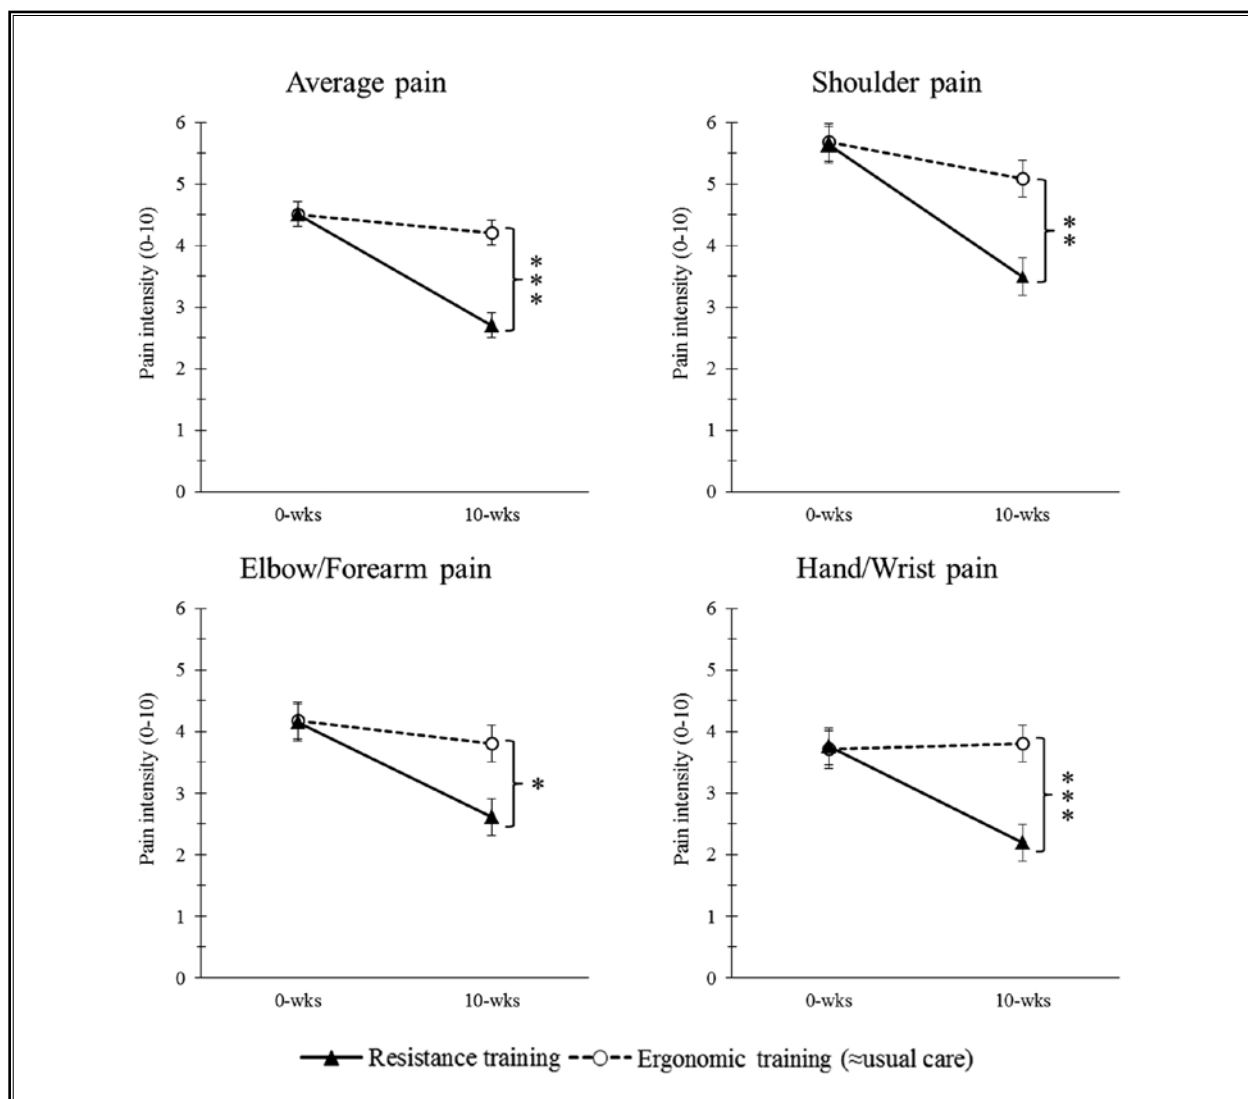 Average pain
Pain intensity (0-10)
6
5
4
3
2
1
0
0-wks 10-wks
***
Shoulder pain
Pain intensity (0-10)
6
5
4
3
2
1
0
0-wks 10-wks
**
Elbow/Forearm pain
Pain intensity (0-10)
6
5
4
3
2
1
0
0-wks 10-wks
*
Hand/Wrist pain
Pain intensity (0-10)
6
5
4
3
2
1
0
0-wks 10-wks
***
Resistance training Ergonomic training (≈usual care)